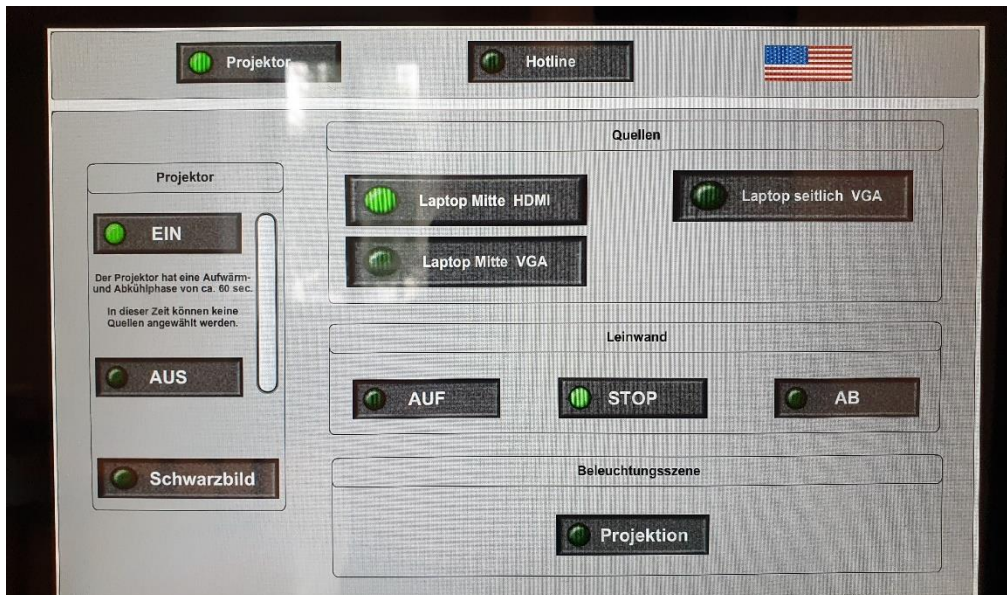 Projektor
Hotline
Projektor
EIN
Der Projektor hat eine Aufwärm-
und Abkühlphase von ca. 60 sec.
In dieser Zeit können keine
Quellen angewählt werden.
AUS
Schwarzbild
Quellen
Laptop Mitte HDMI
Laptop seitlich VGA
Laptop Mitte VGA
Leinwand
AUF
STOP
AB
Beleuchtungsszene
Projektion